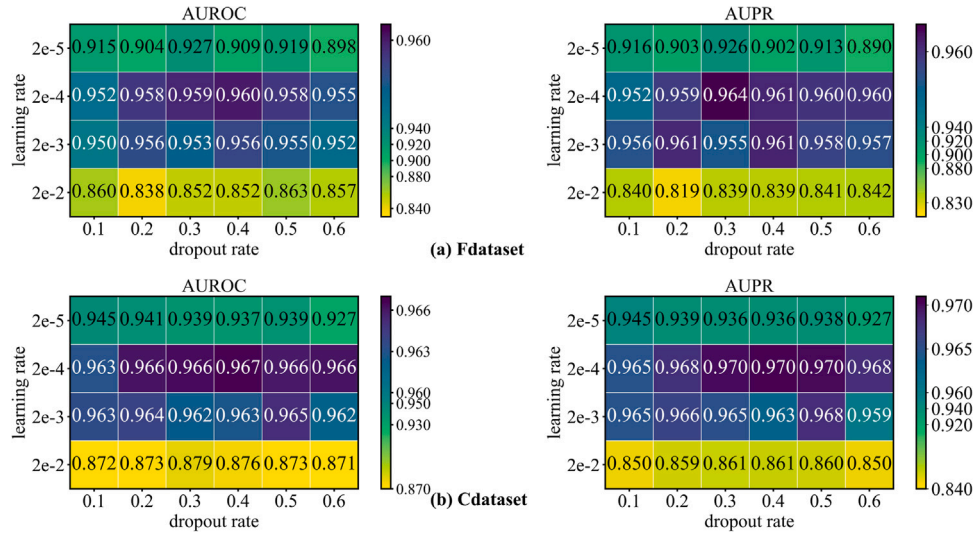 AUROC
learning rate
2e-5 0.915 0.904 0.927 0.909 0.919 0.898
2e-4 0.952 0.958 0.959 0.960 0.958 0.955
2e-3 0.950 0.956 0.953 0.956 0.955 0.952
2e-2 0.860 0.838 0.852 0.852 0.863 0.857
0.1 0.2 0.3 0.4 0.5 0.6
dropout rate
0.960
0.940
0.920
0.900
0.880
0.840
AUPR
learning rate
2e-5 0.916 0.903 0.926 0.902 0.913 0.890
2e-4 0.952 0.959 0.964 0.961 0.960 0.960
2e-3 0.956 0.961 0.955 0.961 0.958 0.957
2e-2 0.840 0.819 0.839 0.839 0.841 0.842
0.1 0.2 0.3 0.4 0.5 0.6
dropout rate
0.960
0.940
0.920
0.900
0.880
0.830
(a) Fdataset
AUROC
learning rate
2e-5 0.945 0.941 0.939 0.937 0.939 0.927
2e-4 0.963 0.966 0.966 0.967 0.966 0.966
2e-3 0.963 0.964 0.962 0.963 0.965 0.962
2e-2 0.872 0.873 0.879 0.876 0.873 0.871
0.1 0.2 0.3 0.4 0.5 0.6
dropout rate
0.966
0.963
0.960
0.950
0.930
0.870
AUPR
learning rate
2e-5 0.945 0.939 0.936 0.936 0.938 0.927
2e-4 0.965 0.968 0.970 0.970 0.970 0.968
2e-3 0.965 0.966 0.965 0.963 0.968 0.959
2e-2 0.850 0.859 0.861 0.861 0.860 0.850
0.1 0.2 0.3 0.4 0.5 0.6
dropout rate
0.970
0.965
0.960
0.940
0.920
0.840
(b) Cdataset